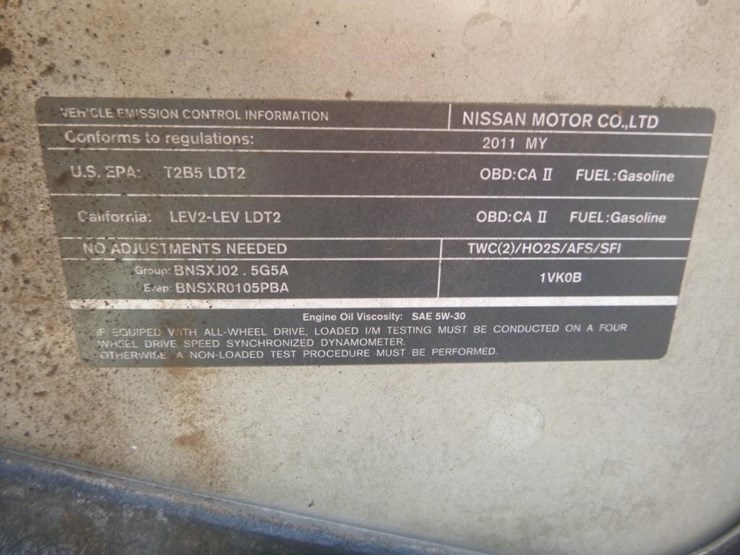 VEHICLE EMISSION CONTROL INFORMATION
NISSAN MOTOR CO.,LTD
Conforms to regulations:
2011 MY
U.S. EPA: T2B5 LDT2
OBD:CA II FUEL:Gasoline
California: LEV2-LEV LDT2
OBD:CA II FUEL:Gasoline
NO ADJUSTMENTS NEEDED
TWC(2)/HO2S/AFS/SFI
Group: BNSXJ02.5G5A
Evap: BNSXR0105PBA
1VK0B
Engine Oil Viscosity: SAE 5W-30
IF EQUIPED WITH ALL-WHEEL DRIVE, LOADED I/M TESTING MUST BE CONDUCTED ON A FOUR
WHEEL DRIVE SPEED SYNCHRONIZED DYNAMOMETER.
OTHERWISE A NON-LOADED TEST PROCEDURE MUST BE PERFORMED.